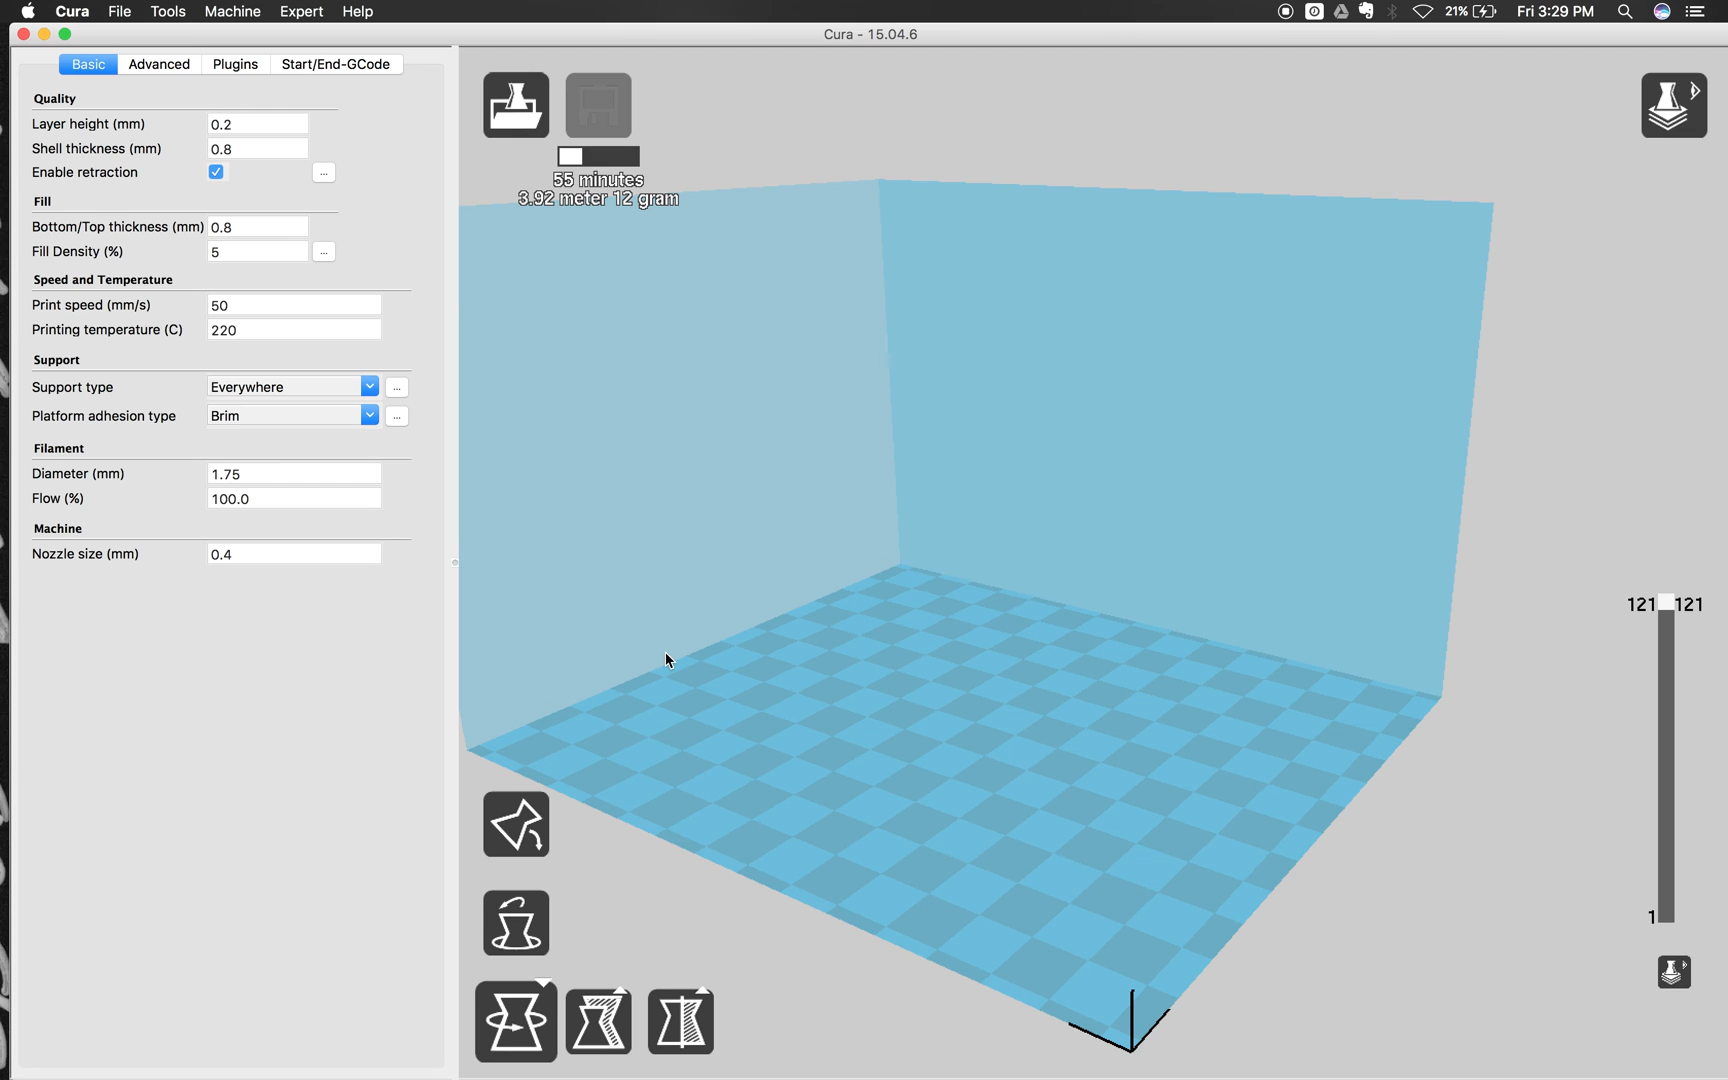 Cura File Tools Machine Expert Help 21% Fri 3:29 PM
Cura - 15.04.6
Basic Advanced Plugins Start/End-GCode
Quality
Layer height (mm) 0.2
Shell thickness (mm) 0.8
Enable retraction ...
Fill
Bottom/Top thickness (mm) 0.8
Fill Density (%) 5 ...
Speed and Temperature
Print speed (mm/s) 50
Printing temperature (C) 220
Support
Support type Everywhere ...
Platform adhesion type Brim ...
Filament
Diameter (mm) 1.75
Flow (%) 100.0
Machine
Nozzle size (mm) 0.4
55 minutes
3.92 meter 12 gram
121 121
1